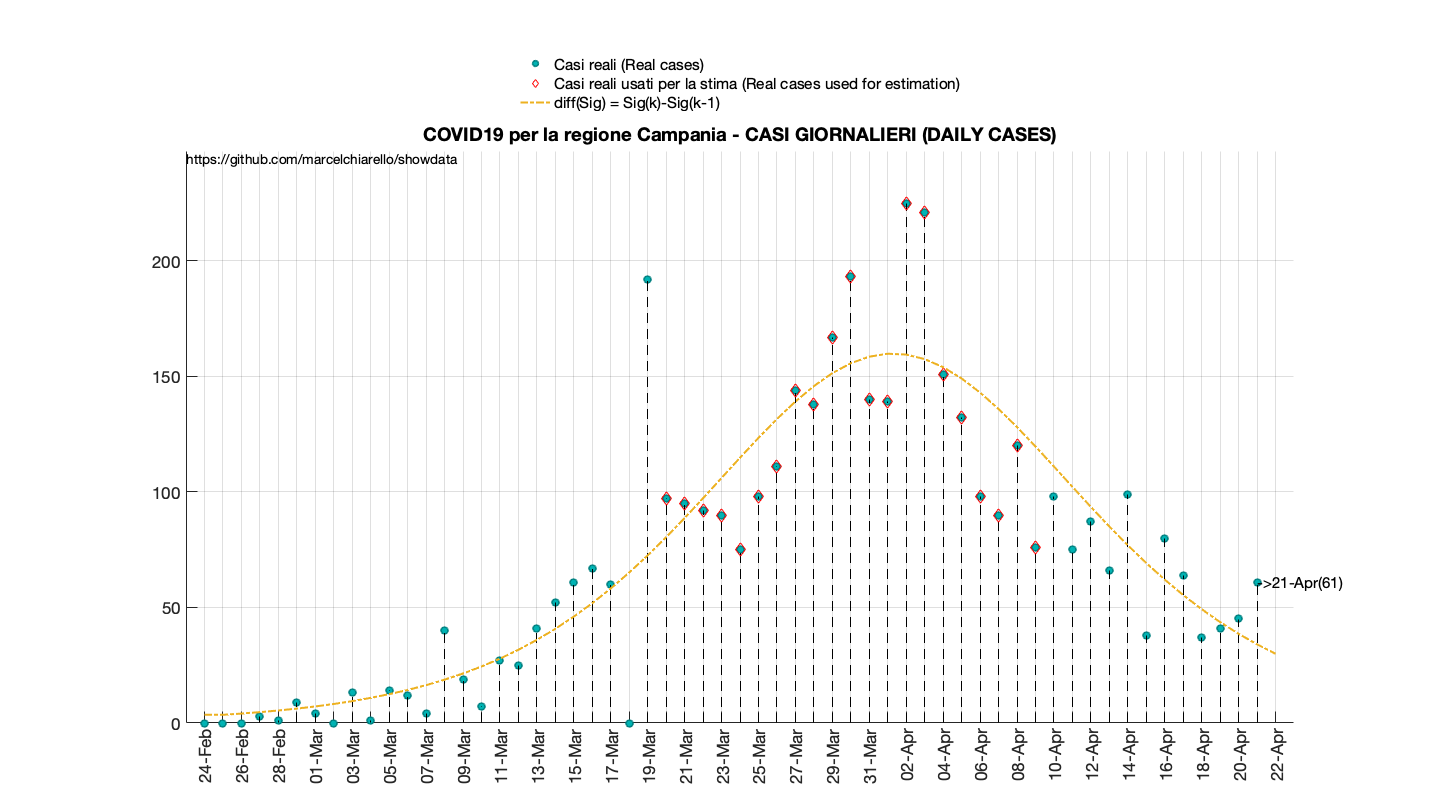 Casi reali (Real cases)
Casi reali usati per la stima (Real cases used for estimation)
diff(Sig) = Sig(k)-Sig(k-1)
COVID19 per la regione Campania - CASI GIORNALIERI (DAILY CASES)
https://github.com/marcelchiarello/showdata
200
150
100
50
0
->21-Apr(61)
24-Feb
26-Feb
28-Feb
01-Mar
03-Mar
05-Mar
07-Mar
09-Mar
11-Mar
13-Mar
15-Mar
17-Mar
19-Mar
21-Mar
23-Mar
25-Mar
27-Mar
29-Mar
31-Mar
02-Apr
04-Apr
06-Apr
08-Apr
10-Apr
12-Apr
14-Apr
16-Apr
18-Apr
20-Apr
22-Apr